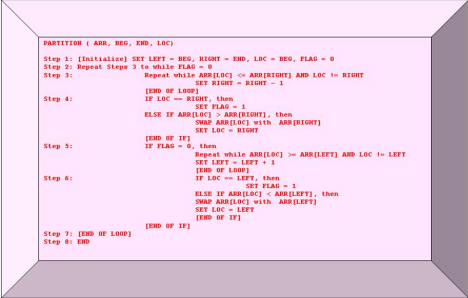 PARTITION ( ARR, BEG, END, LOC)
Step 1: [Initialize] SET LEFT = BEG, RIGHT = END, LOC = BEG, FLAG = 0
Step 2: Repeat Steps 3 to while FLAG = 0
Step 3: Repeat while ARR[LOC] <= ARR[RIGHT] AND LOC != RIGHT
SET RIGHT = RIGHT - 1
[END OF LOOP]
Step 4: IF LOC == RIGHT, then
SET FLAG = 1
ELSE IF ARR[LOC] > ARR[RIGHT], then
SWAP ARR[LOC] with ARR[RIGHT]
SET LOC = RIGHT
[END OF IF]
Step 5: IF FLAG = 0, then
Repeat while ARR[LOC] >= ARR[LEFT] AND LOC != LEFT
SET LEFT = LEFT + 1
[END OF LOOP]
Step 6: IF LOC == LEFT, then
SET FLAG = 1
ELSE IF ARR[LOC] < ARR[LEFT], then
SWAP ARR[LOC] with ARR[LEFT]
SET LOC = LEFT
[END OF IF]
[END OF IF]
Step 7: [END OF LOOP]
Step 8: END